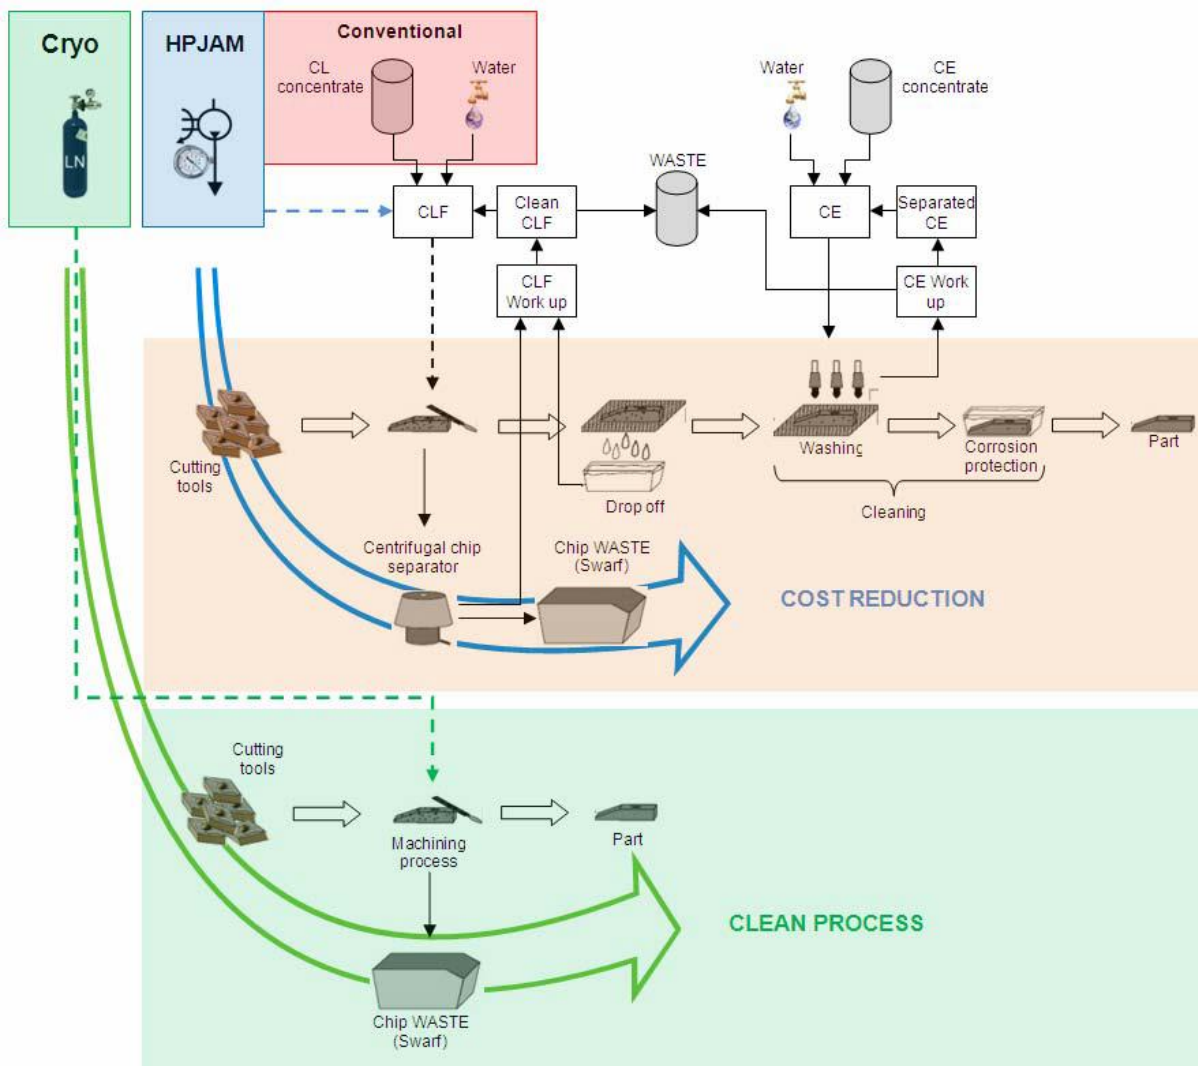 Cryo
LN
HPJAM
Conventional
CL
concentrate
Water
Water
CE
concentrate
WASTE
CLF
Clean
CLF
CE
Separated
CE
CLF
Work up
CE Work
up
Cutting
tools
Washing
Corrosion
protection
Part
Drop off
Cleaning
Centrifugal chip
separator
Chip WASTE
(Swarf)
COST REDUCTION
Cutting
tools
Machining
process
Part
CLEAN PROCESS
Chip WASTE
(Swarf)